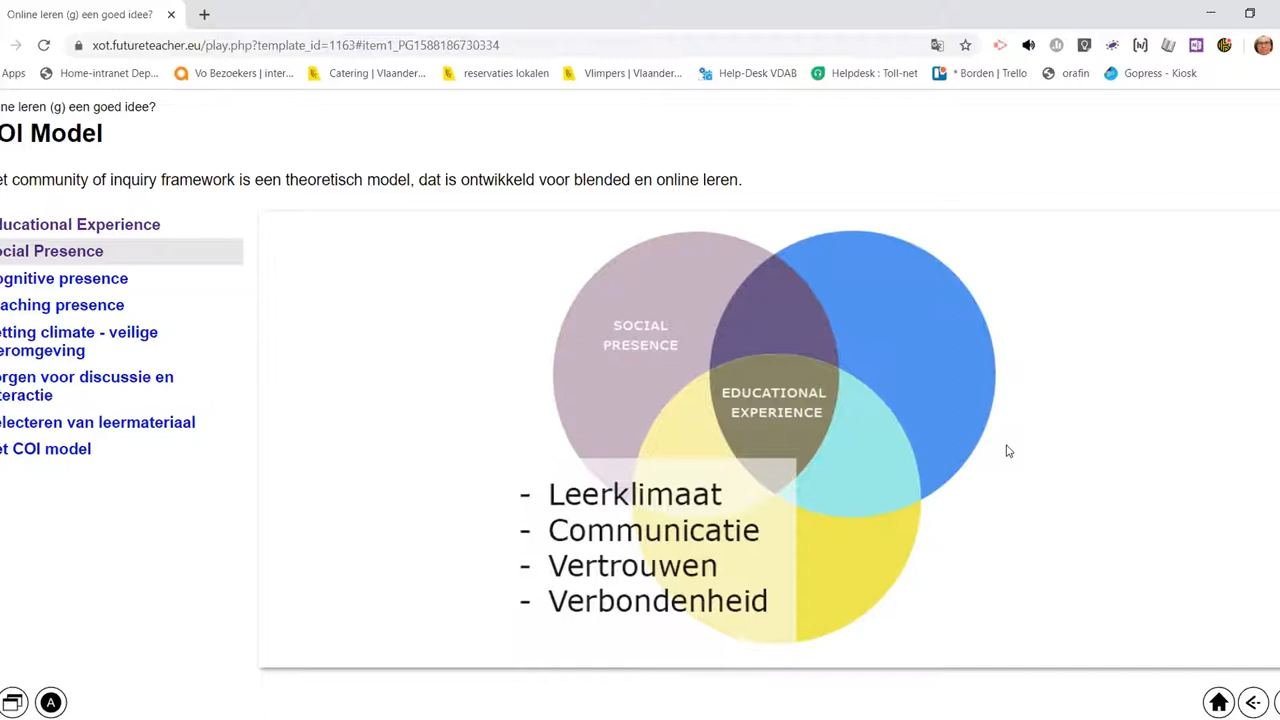 Online leren (g) een goed idee?
xot.futureteacher.eu/play.php?template_id=1163#item1_PG1588186730334
Apps Home-intranet Dep... Vo Bezoekers | inter... Catering | Vlaander... reservaties lokalen Vlimpers | Vlaander... Help-Desk VDAB Helpdesk : Toll-net * Borden | Trello orafin Gopress - Kiosk
ne leren (g) een goed idee?
OI Model
et community of inquiry framework is een theoretisch model, dat is ontwikkeld voor blended en online leren.
ducational Experience
ocial Presence
ognitive presence
aching presence
etting climate - veilige
eromgeving
orgen voor discussie en
teractie
electeren van leermateriaal
et COI model
SOCIAL
PRESENCE
EDUCATIONAL
EXPERIENCE
- Leerklimaat
- Communicatie
- Vertrouwen
- Verbondenheid
A